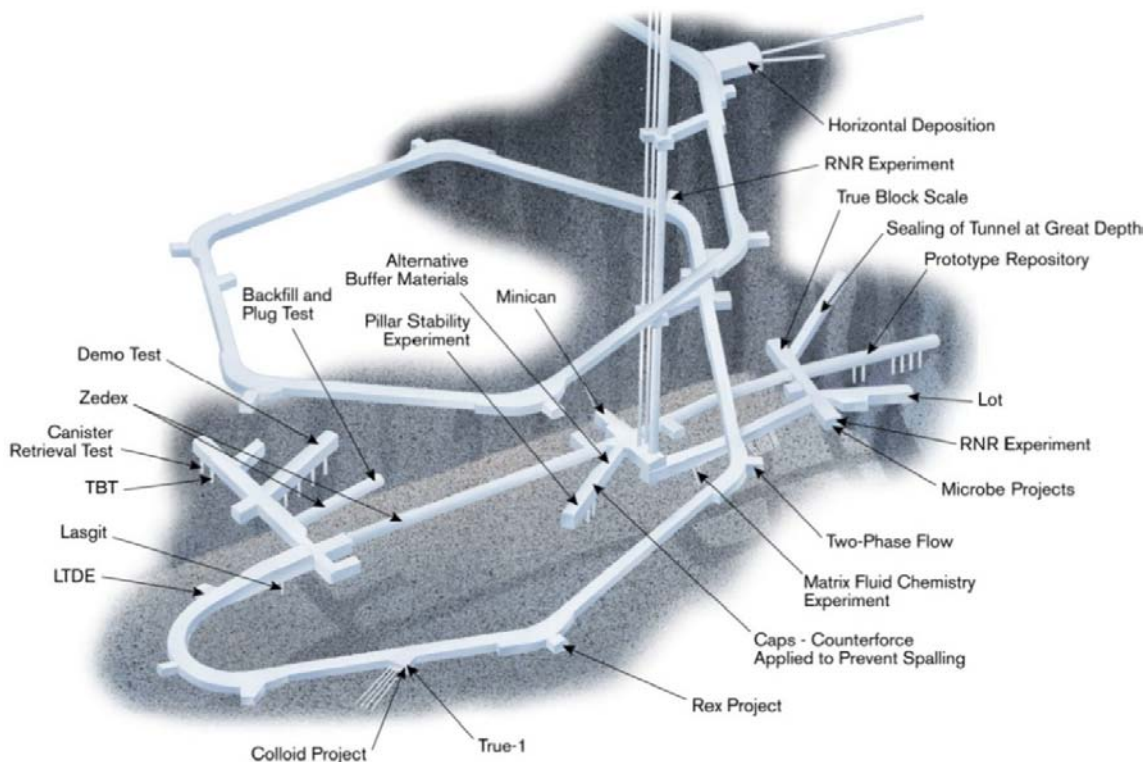 Horizontal Deposition
RNR Experiment
True Block Scale
Sealing of Tunnel at Great Depth
Prototype Repository
Alternative
Buffer Materials
Minican
Backfill and
Plug Test
Pillar Stability
Experiment
Demo Test
Zedex
Canister
Retrieval Test
TBT
Lasgit
LTDE
Lot
RNR Experiment
Microbe Projects
Two-Phase Flow
Matrix Fluid Chemistry
Experiment
Caps - Counterforce
Applied to Prevent Spalling
Rex Project
True-1
Colloid Project